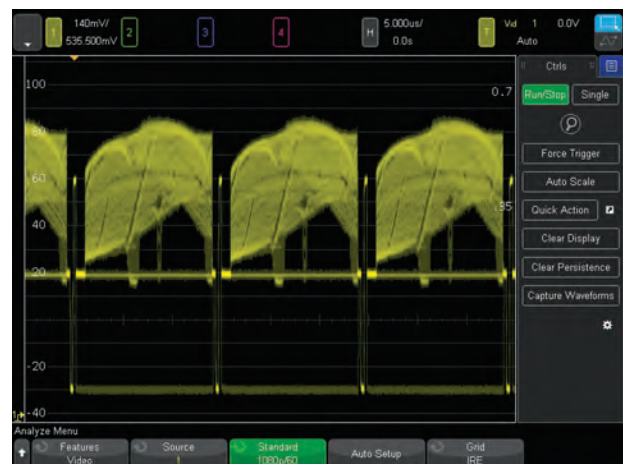 1 140mV/ 535.500mV 2 3 4 H 5.000us/ 0.0s T Vid 1 0.0V Auto
Ctrls
100
0.7
Run/Stop Single
80
Force Trigger
60
Auto Scale
.35
Quick Action
40
Clear Display
20
Clear Persistence
Capture Waveforms
-20
-40
Analyze Menu
Features Source Standard Auto Setup Grid
Video 1 1080p/60 IRE